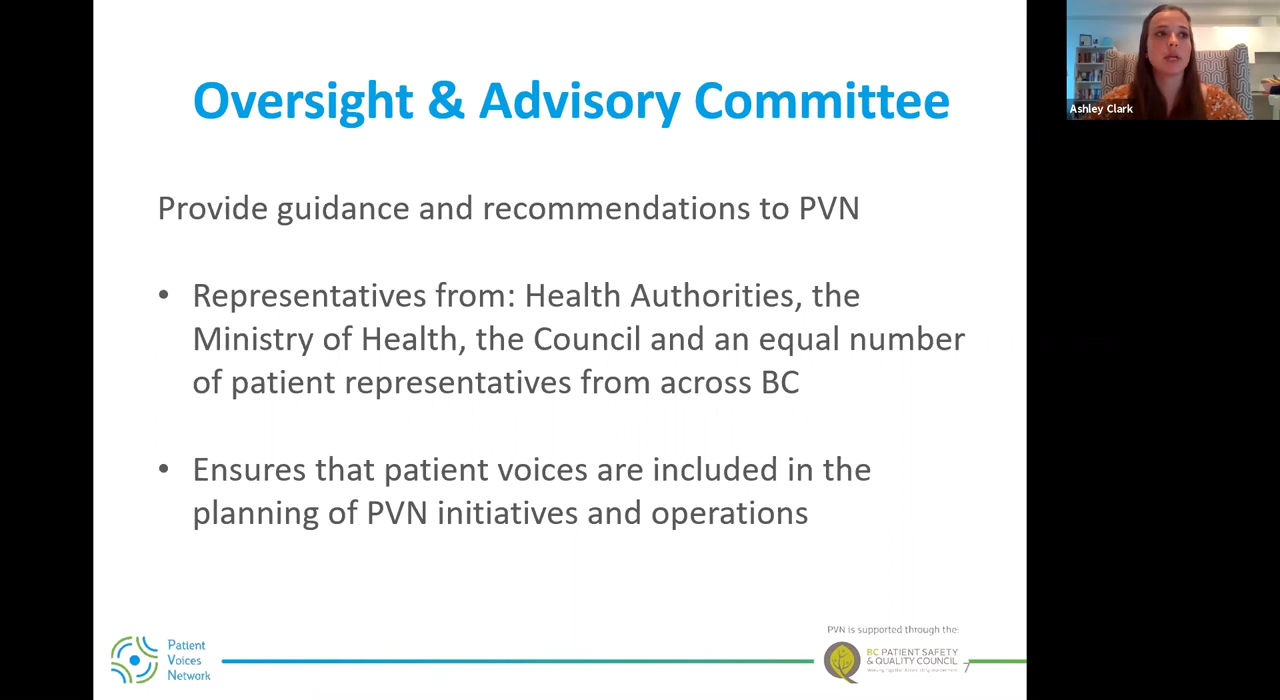 Oversight & Advisory Committee
Ashley Clark
Provide guidance and recommendations to PVN
• Representatives from: Health Authorities, the
Ministry of Health, the Council and an equal number
of patient representatives from across BC
• Ensures that patient voices are included in the
planning of PVN initiatives and operations
Patient
Voices
Network
PVN is supported through the:
BC PATIENT SAFETY
& QUALITY COUNCIL
7